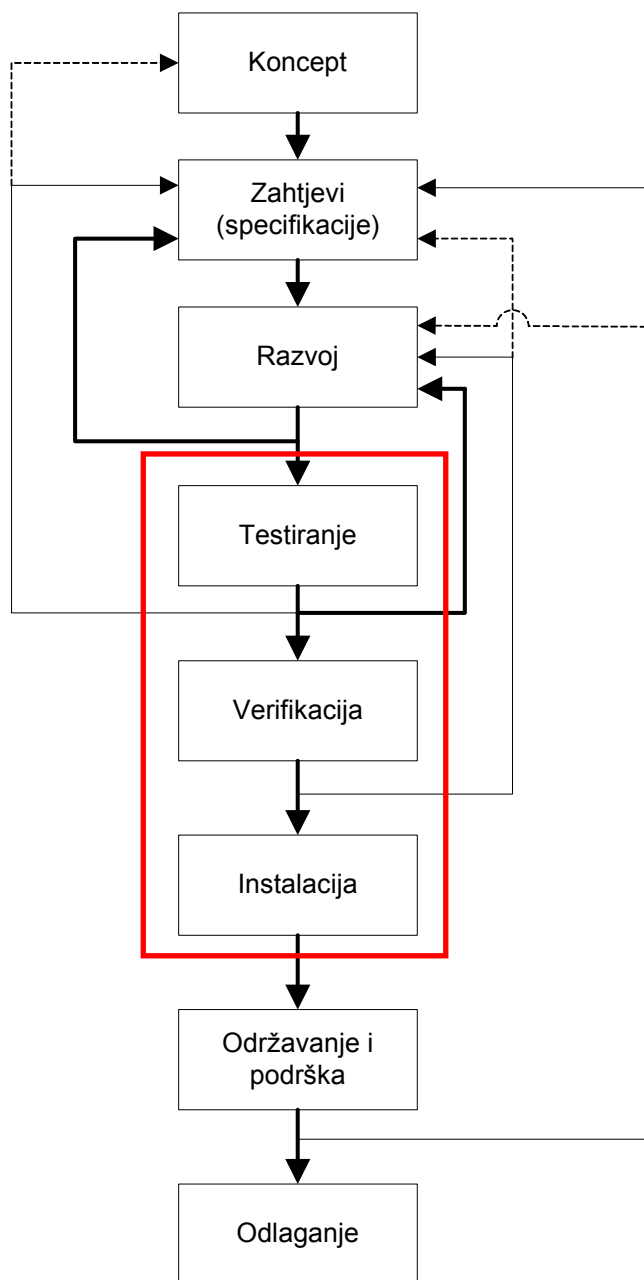 Koncept
Zahtjevi
(specifikacije)
Razvoj
Testiranje
Verifikacija
Instalacija
Održavanje i
podrška
Odlaganje